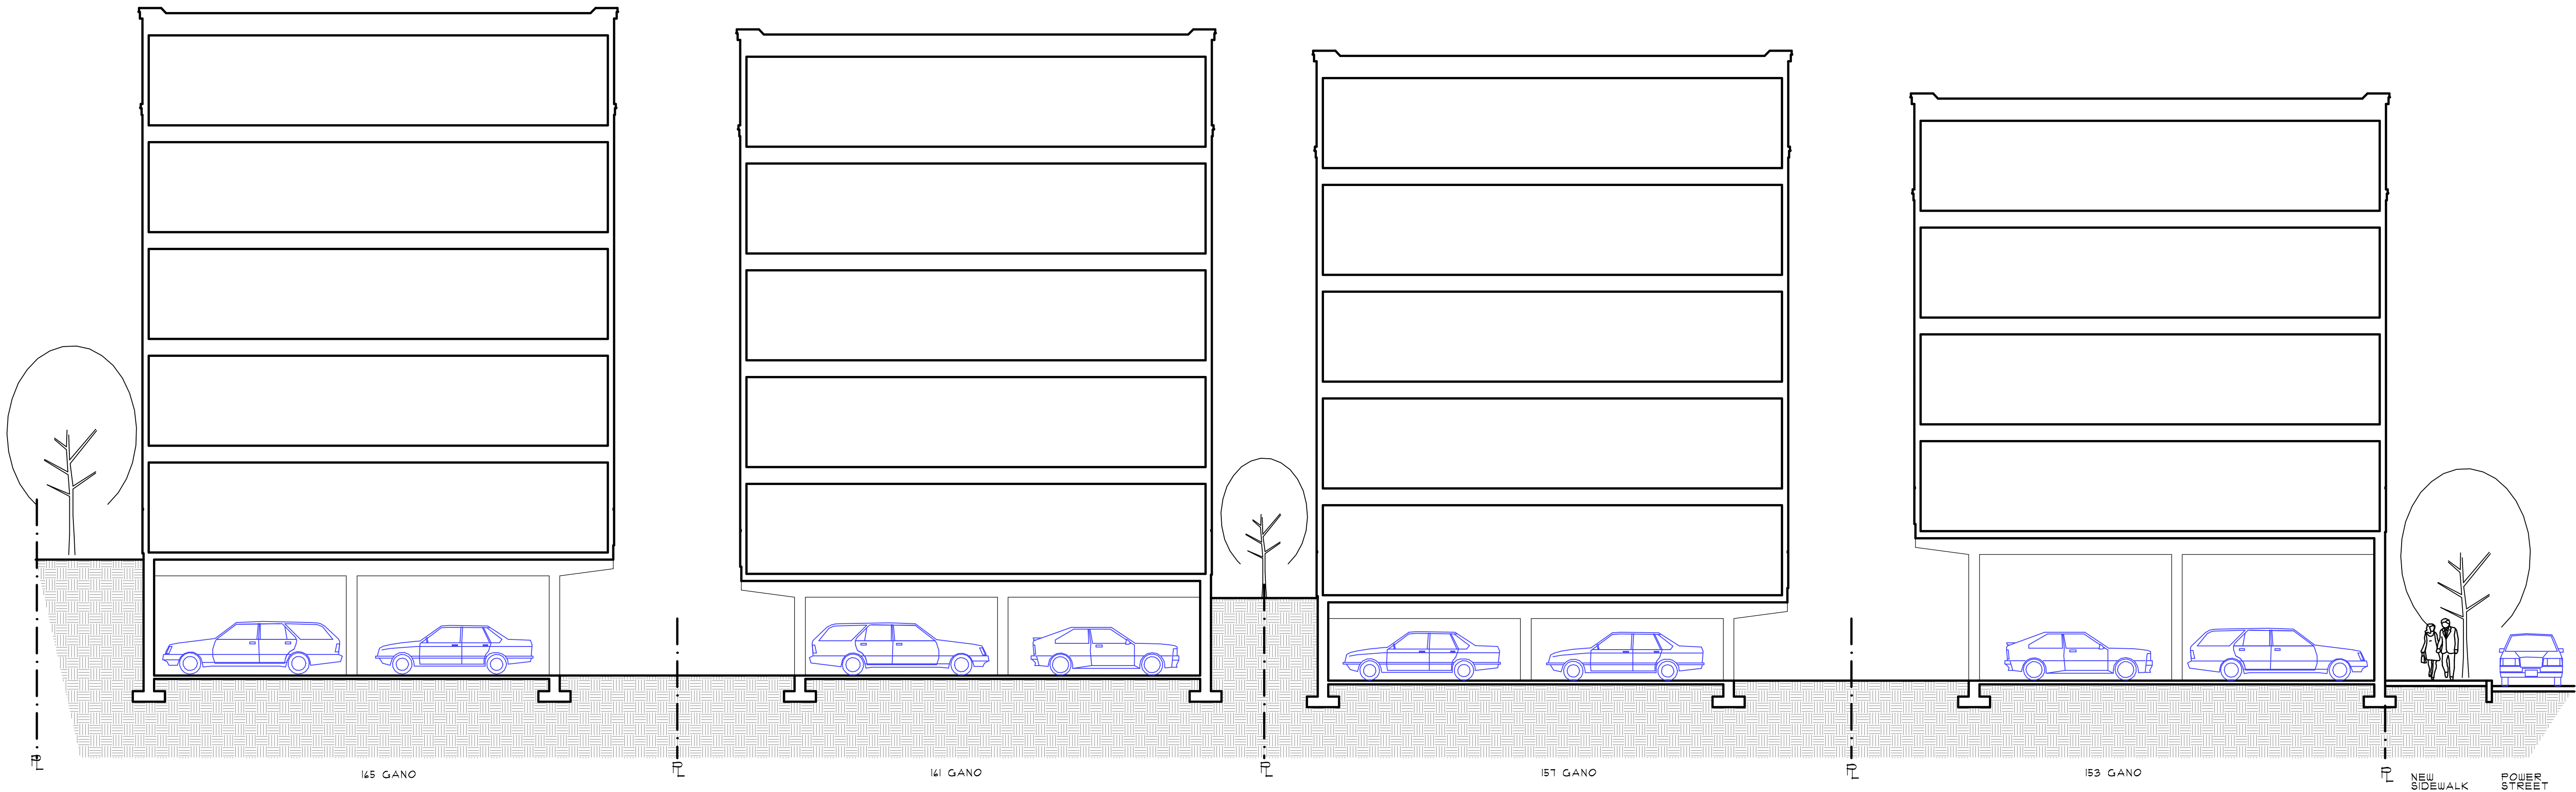 PL
165 GANO
PL
161 GANO
PL
157 GANO
PL
153 GANO
PL
NEW
SIDEWALK
POWER
STREET